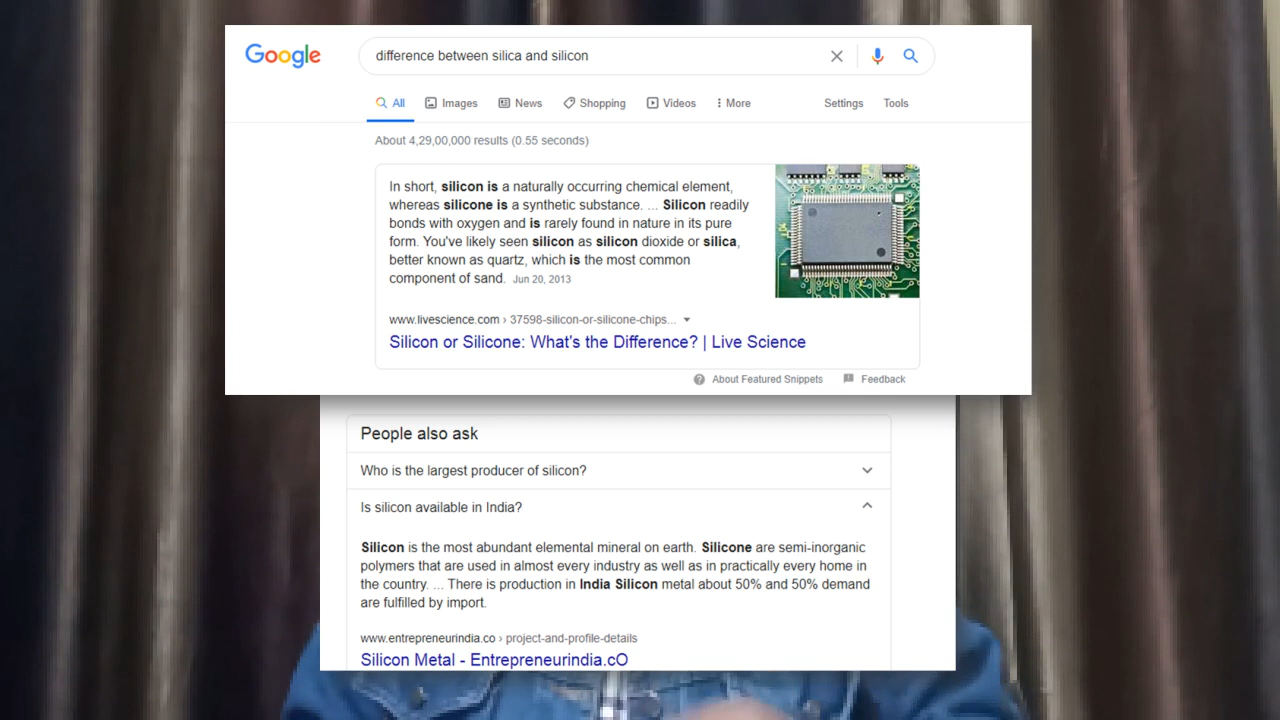 Google
difference between silica and silicon
All Images News Shopping Videos More Settings Tools
About 4,29,00,000 results (0.55 seconds)
In short, silicon is a naturally occurring chemical element,
whereas silicone is a synthetic substance. ... Silicon readily
bonds with oxygen and is rarely found in nature in its pure
form. You've likely seen silicon as silicon dioxide or silica,
better known as quartz, which is the most common
component of sand. Jun 20, 2013
www.livescience.com › 37598-silicon-or-silicone-chips...
Silicon or Silicone: What's the Difference? | Live Science
About Featured Snippets Feedback
People also ask
Who is the largest producer of silicon?
Is silicon available in India?
Silicon is the most abundant elemental mineral on earth. Silicone are semi-inorganic
polymers that are used in almost every industry as well as in practically every home in
the country. ... There is production in India Silicon metal about 50% and 50% demand
are fulfilled by import.
www.entrepreneurindia.co › project-and-profile-details
Silicon Metal - Entrepreneurindia.cO